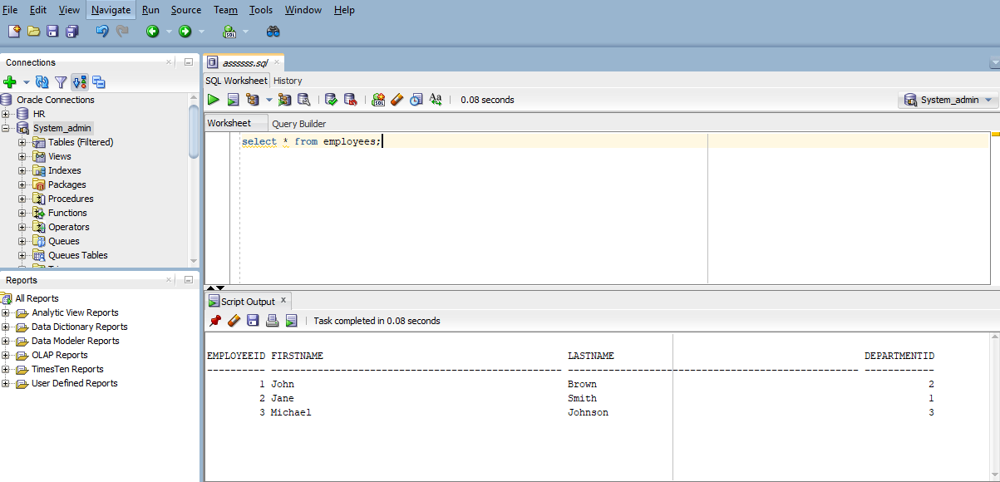 File Edit View Navigate Run Source Team Tools Window Help
Connections
Oracle Connections
HR
System_admin
Tables (Filtered)
Views
Indexes
Packages
Procedures
Functions
Operators
Queues
Queues Tables
Reports
All Reports
Analytic View Reports
Data Dictionary Reports
Data Modeler Reports
OLAP Reports
TimesTen Reports
User Defined Reports
assssss.sql
SQL Worksheet History
0.08 seconds
System_admin
Worksheet Query Builder
select * from employees;
Script Output
Task completed in 0.08 seconds
EMPLOYEEID FIRSTNAME LASTNAME DEPARTMENTID
1 John Brown 2
2 Jane Smith 1
3 Michael Johnson 3